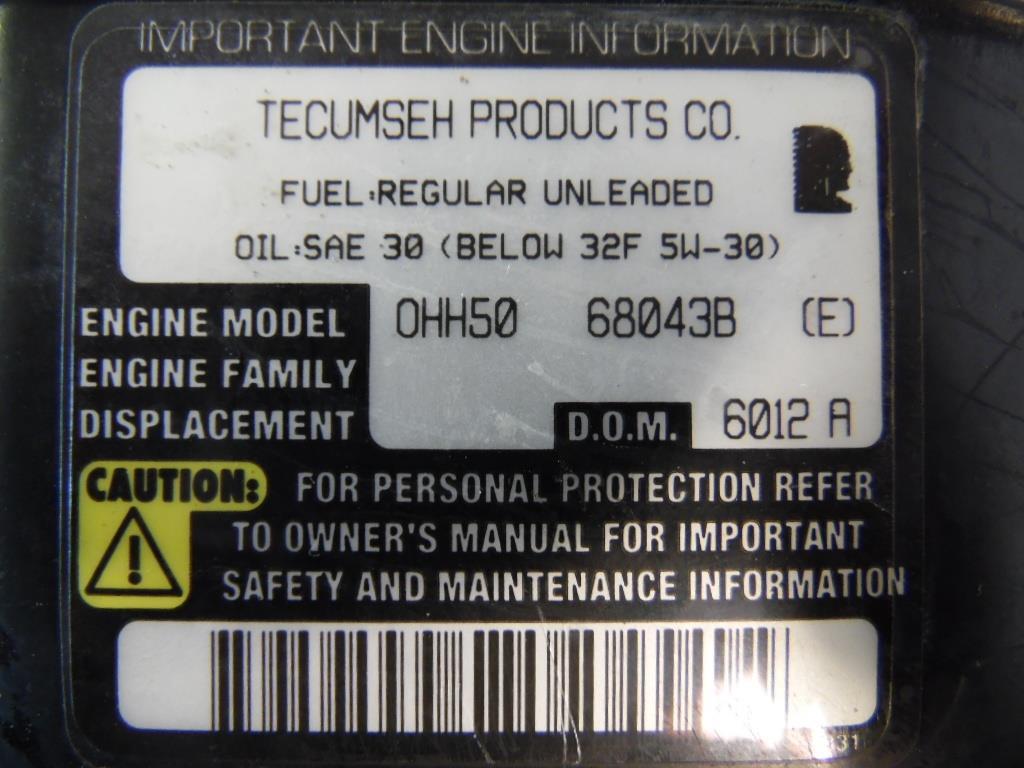 IMPORTANT ENGINE INFORMATION
TECUMSEH PRODUCTS CO.
FUEL:REGULAR UNLEADED
OIL:SAE 30 (BELOW 32F 5W-30)
ENGINE MODEL OHH50 68043B (E)
ENGINE FAMILY
DISPLACEMENT D.O.M. 6012 A
CAUTION: FOR PERSONAL PROTECTION REFER
TO OWNER'S MANUAL FOR IMPORTANT
SAFETY AND MAINTENANCE INFORMATION